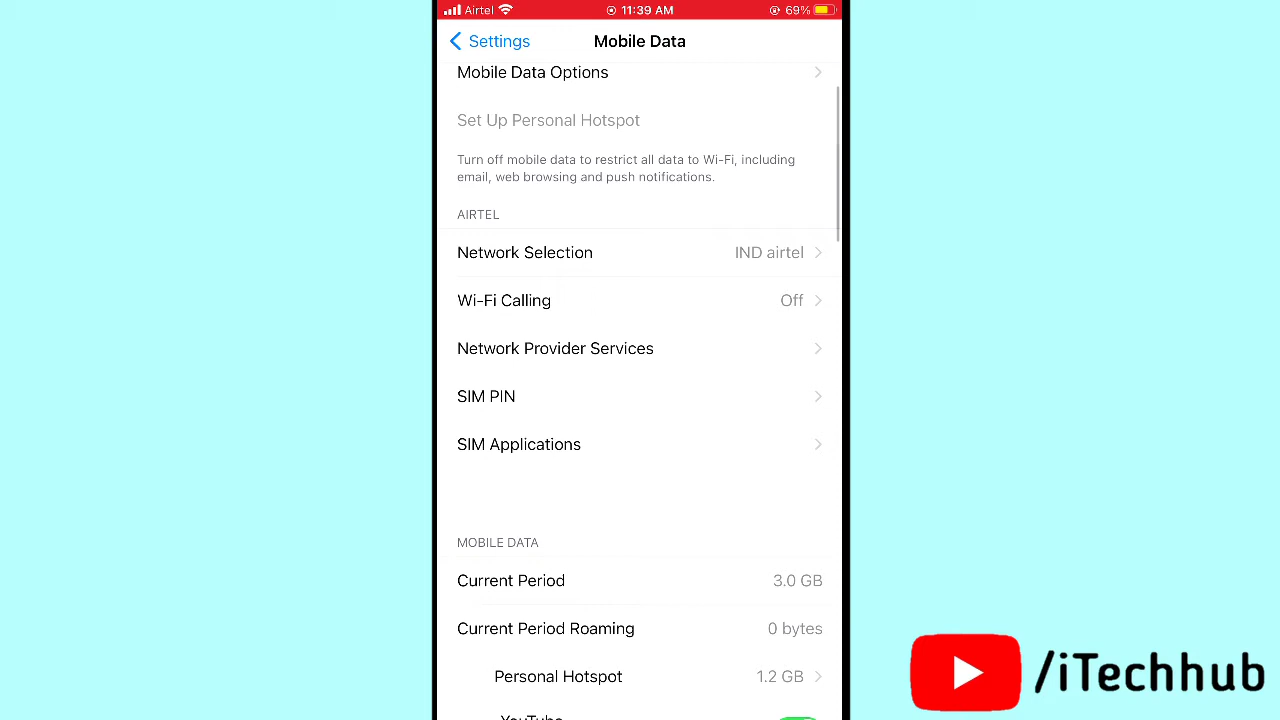 Airtel 11:39 AM 69%
Settings Mobile Data
Mobile Data Options
Set Up Personal Hotspot
Turn off mobile data to restrict all data to Wi-Fi, including
email, web browsing and push notifications.
AIRTEL
Network Selection IND airtel
Wi-Fi Calling Off
Network Provider Services
SIM PIN
SIM Applications
MOBILE DATA
Current Period 3.0 GB
Current Period Roaming 0 bytes
Personal Hotspot 1.2 GB
YouTube
/iTechhub